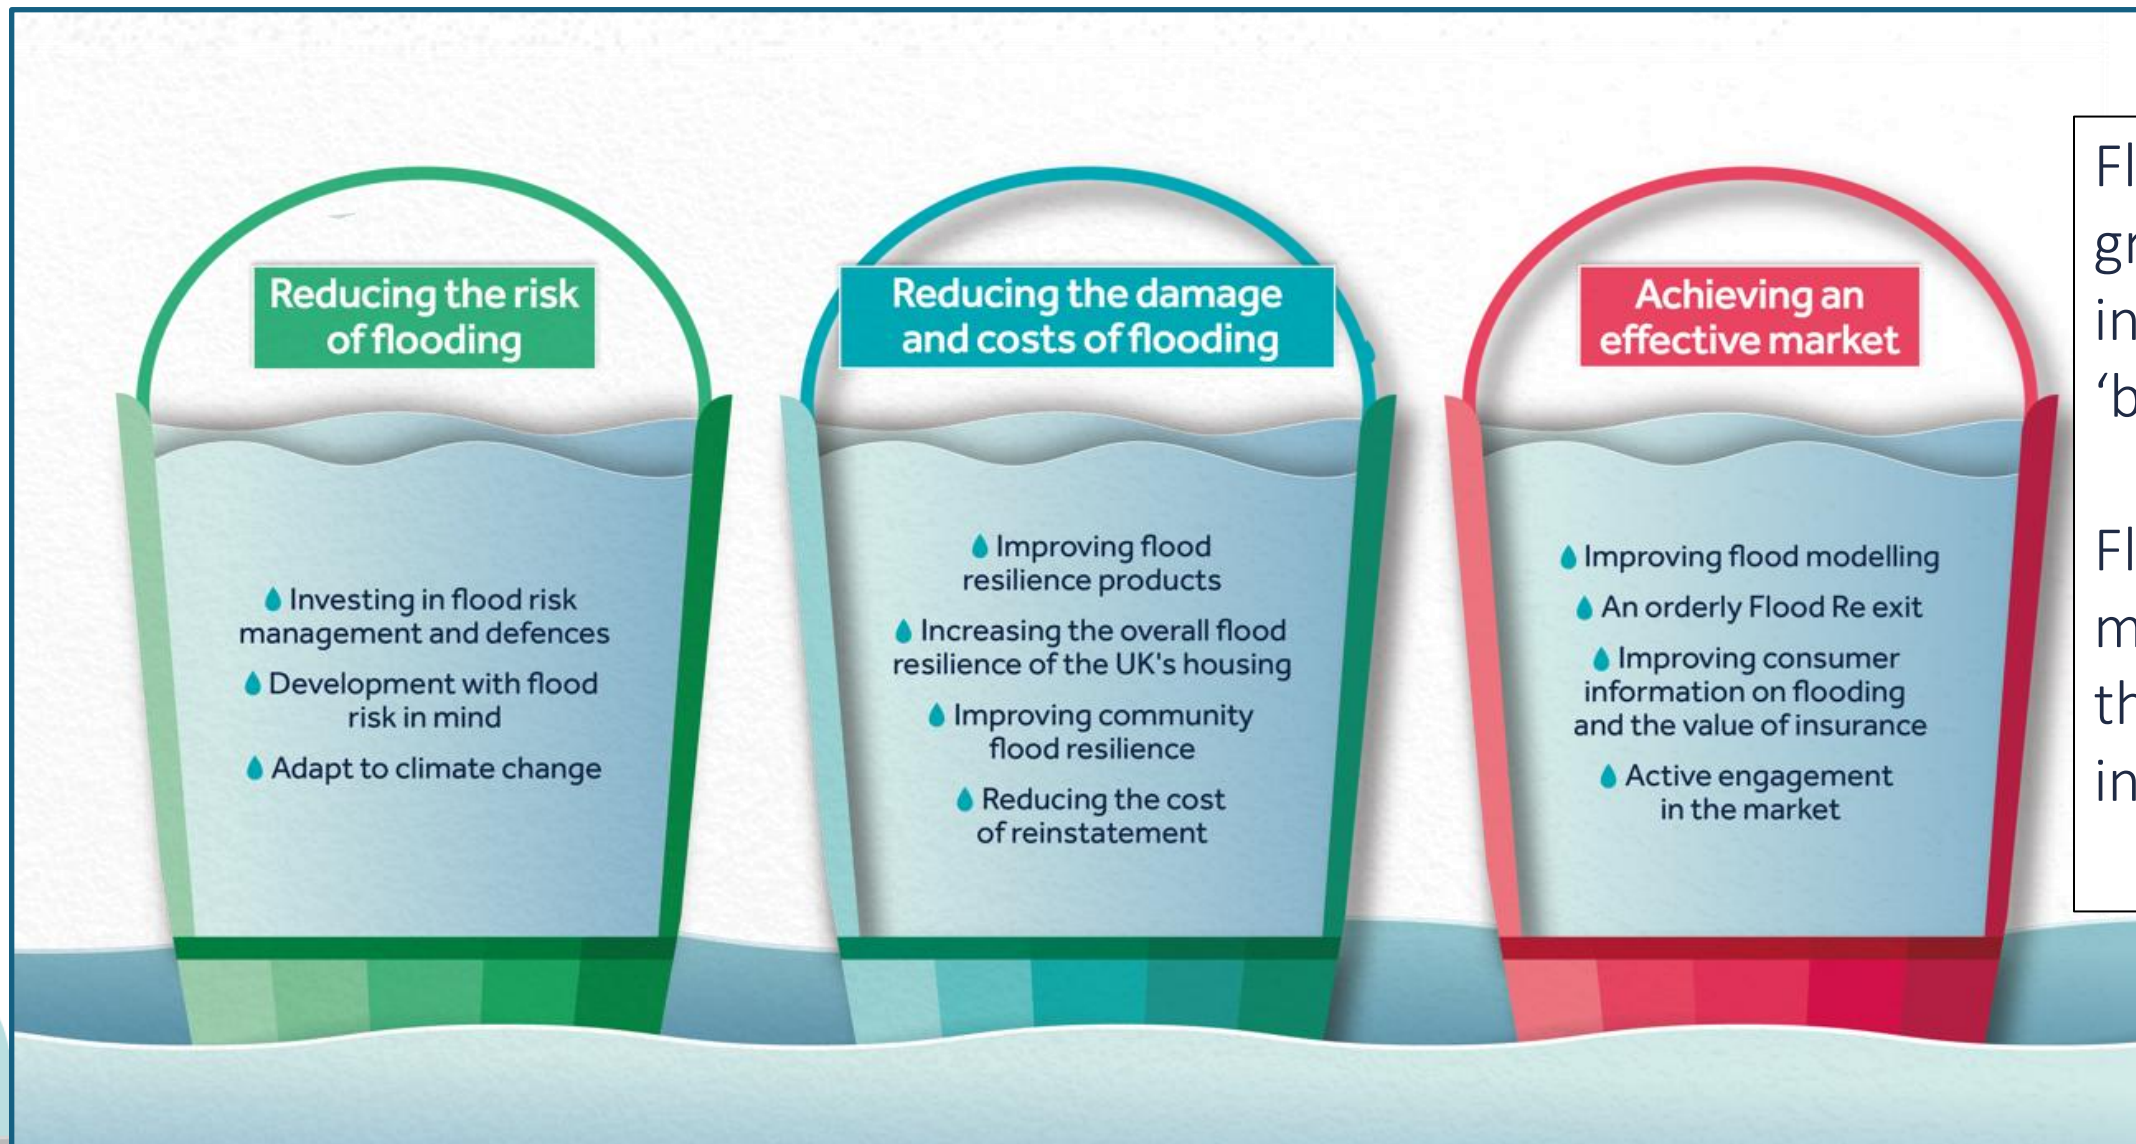 Reducing the risk
of flooding
Investing in flood risk
management and defences
Development with flood
risk in mind
Adapt to climate change
Reducing the damage
and costs of flooding
Improving flood
resilience products
Increasing the overall flood
resilience of the UK's housing
Improving community
flood resilience
Reducing the cost
of reinstatement
Achieving an
effective market
Improving flood modelling
An orderly Flood Re exit
Improving consumer
information on flooding
and the value of insurance
Active engagement
in the market